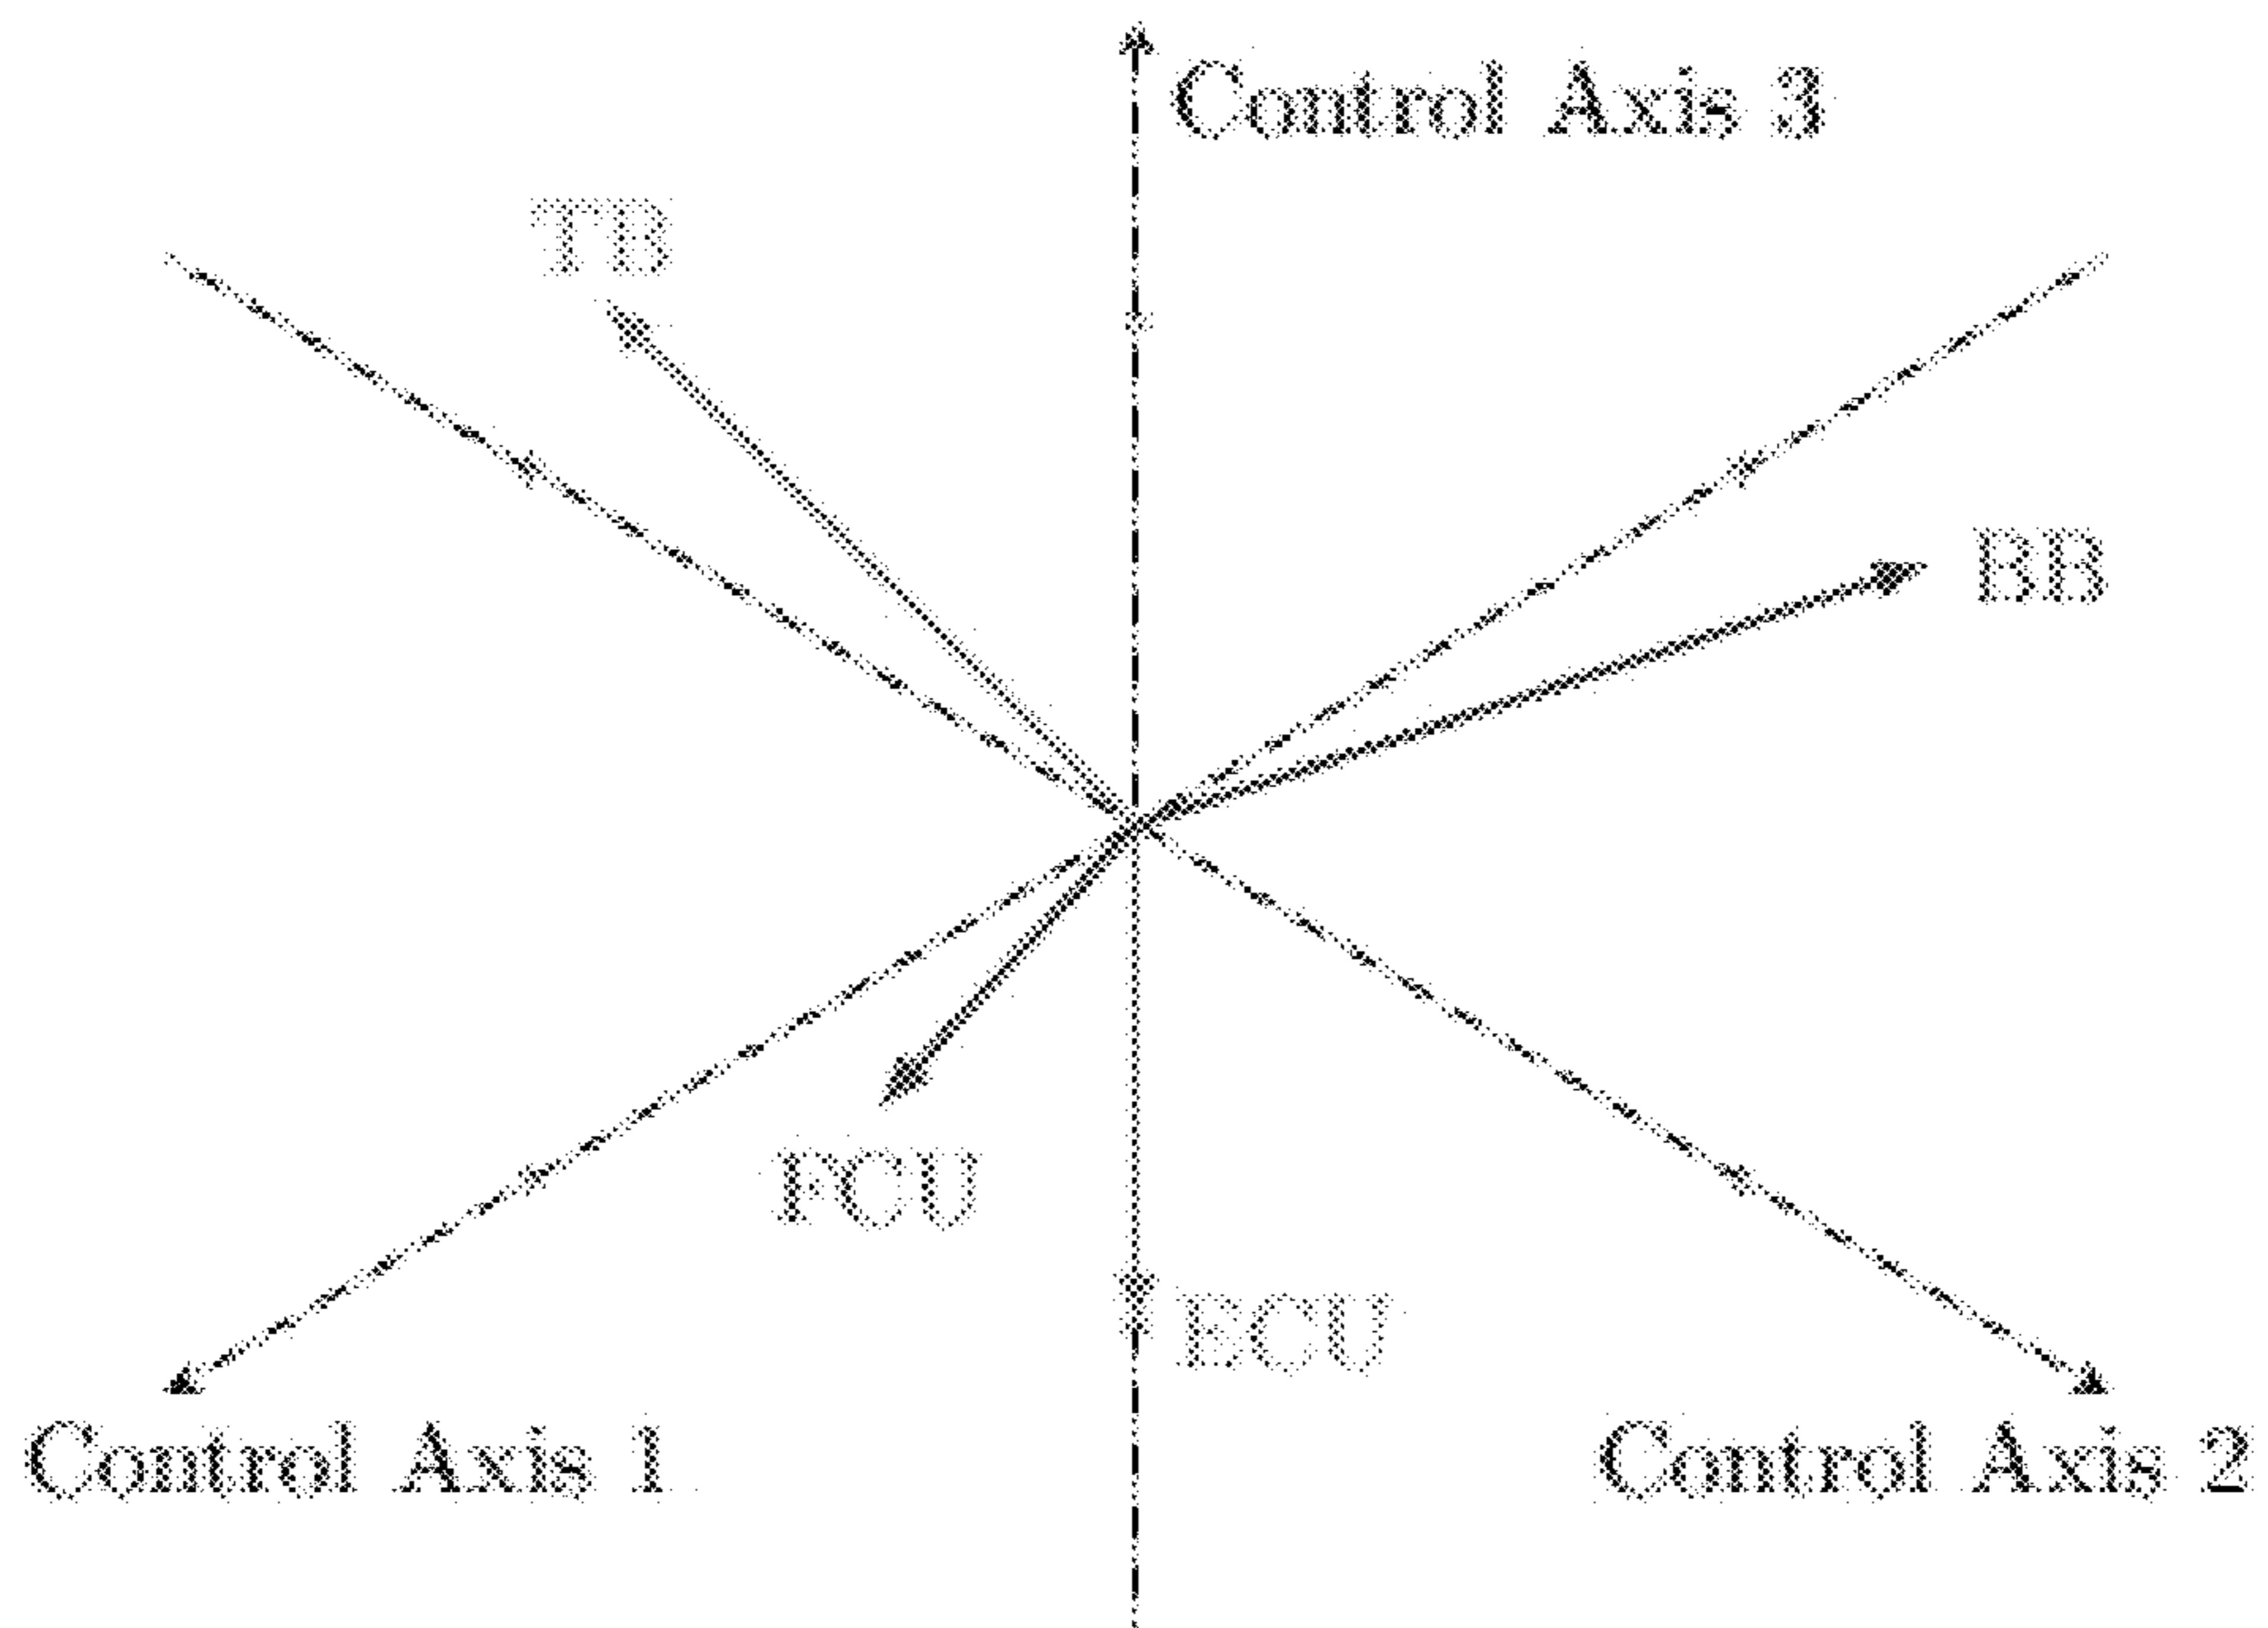 Control Axis 3
TB
BB
FCU
ECU
Control Axis 1
Control Axis 2